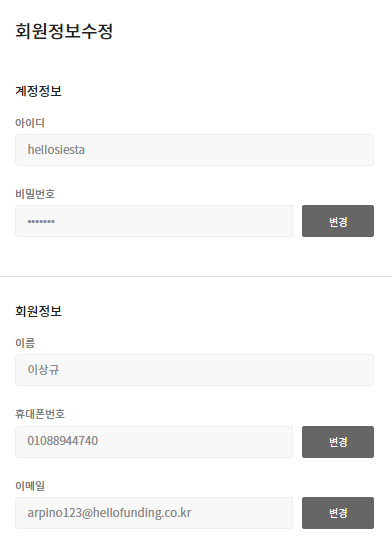 회원정보수정
계정정보
아이디
hellosiesta
비밀번호
•••••••
변경
회원정보
이름
이상규
휴대폰번호
01088944740
변경
이메일
arpino123@hellofunding.co.kr
변경